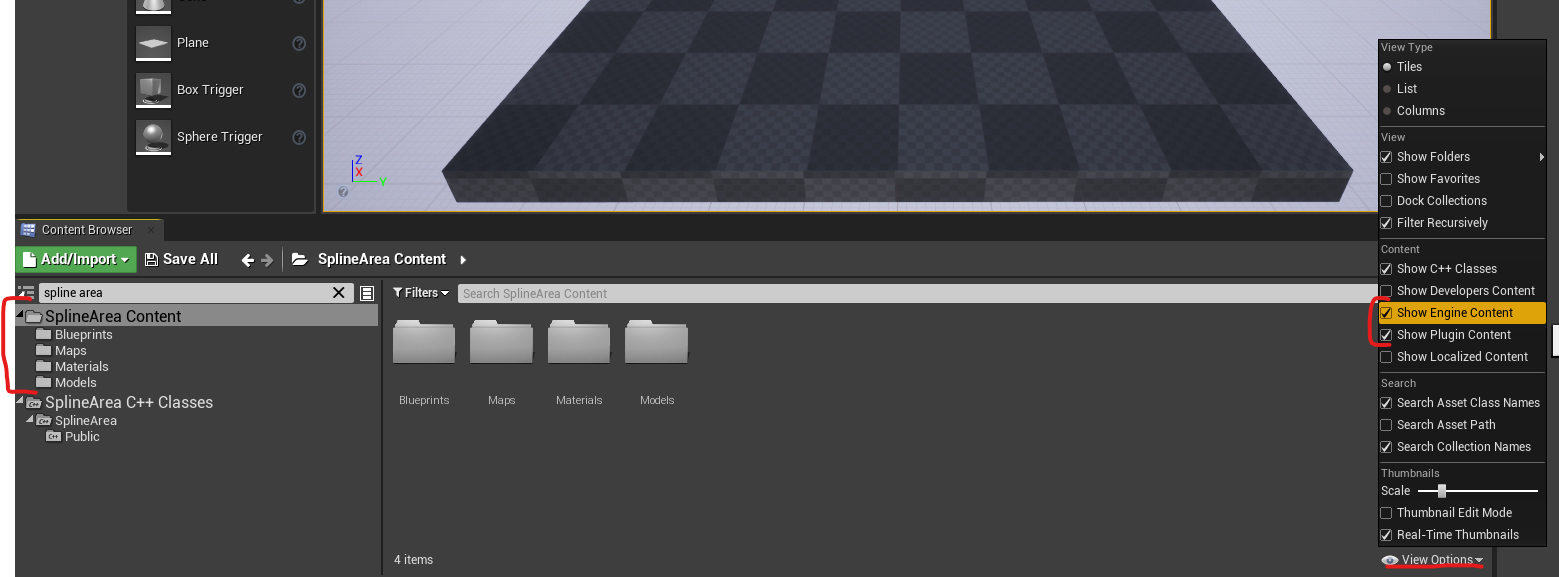 Plane
Box Trigger
Sphere Trigger
Z
X
Y
View Type
Tiles
List
Columns
View
Show Folders
Show Favorites
Dock Collections
Filter Recursively
Content
Show C++ Classes
Show Developers Content
Show Engine Content
Show Plugin Content
Show Localized Content
Search
Search Asset Class Names
Search Asset Path
Search Collection Names
Thumbnails
Scale
Thumbnail Edit Mode
Real-Time Thumbnails
View Options
Content Browser
Add/Import
Save All
SplineArea Content
spline area
SplineArea Content
Blueprints
Maps
Materials
Models
SplineArea C++ Classes
SplineArea
Public
Filters
Search SplineArea Content
Blueprints
Maps
Materials
Models
4 items